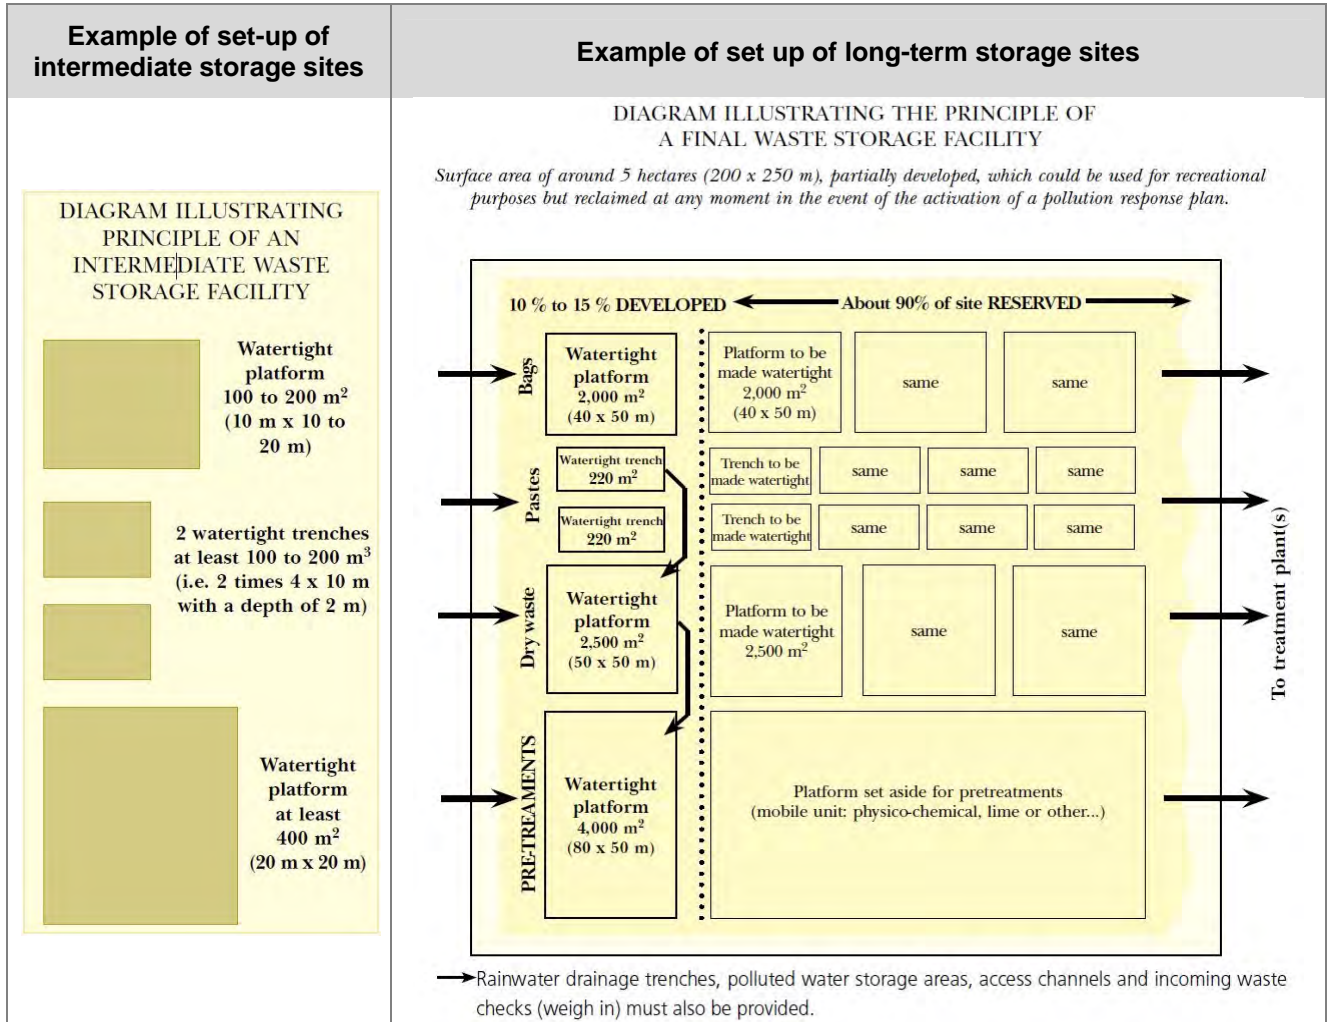 Example of set-up of
intermediate storage sites
Example of set up of long-term storage sites
DIAGRAM ILLUSTRATING
PRINCIPLE OF AN
INTERMEDIATE WASTE
STORAGE FACILITY
Watertight
platform
100 to 200 m²
(10 m x 10 to
20 m)
2 watertight trenches
at least 100 to 200 m³
(i.e. 2 times 4 x 10 m
with a depth of 2 m)
Watertight
platform
at least
400 m²
(20 m x 20 m)
DIAGRAM ILLUSTRATING THE PRINCIPLE OF
A FINAL WASTE STORAGE FACILITY
Surface area of around 5 hectares (200 x 250 m), partially developed, which could be used for recreational
purposes but reclaimed at any moment in the event of the activation of a pollution response plan.
10 % to 15 % DEVELOPED
About 90% of site RESERVED
Bags
Watertight
platform
2,000 m²
(40 x 50 m)
Platform to be
made watertight
2,000 m²
(40 x 50 m)
same
same
Pastes
Watertight trench
220 m²
Trench to be
made watertight
same
same
same
Watertight trench
220 m²
Trench to be
made watertight
same
same
same
Dry waste
Watertight
platform
2,500 m²
(50 x 50 m)
Platform to be
made watertight
2,500 m²
same
same
PRE-TREAMENTS
Watertight
platform
4,000 m²
(80 x 50 m)
Platform set aside for pretreatments
(mobile unit: physico-chemical, lime or other...)
To treatment plant(s)
Rainwater drainage trenches, polluted water storage areas, access channels and incoming waste
checks (weigh in) must also be provided.